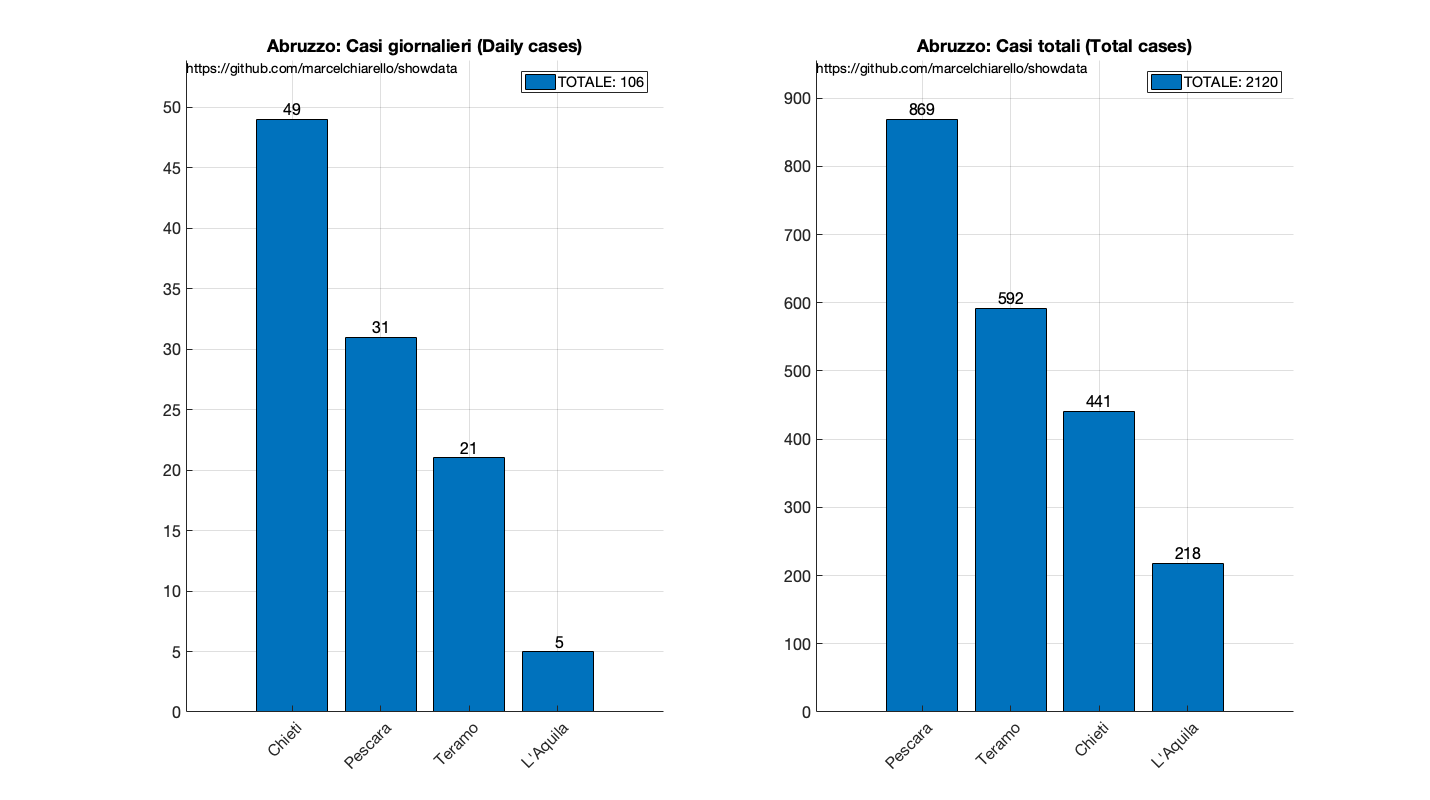 Abruzzo: Casi giornalieri (Daily cases)
https://github.com/marcelchiarello/showdata
TOTALE: 106
50
45
40
35
30
25
20
15
10
5
0
49
31
21
5
Chieti
Pescara
Teramo
L'Aquila
Abruzzo: Casi totali (Total cases)
https://github.com/marcelchiarello/showdata
TOTALE: 2120
900
800
700
600
500
400
300
200
100
0
869
592
441
218
Pescara
Teramo
Chieti
L'Aquila